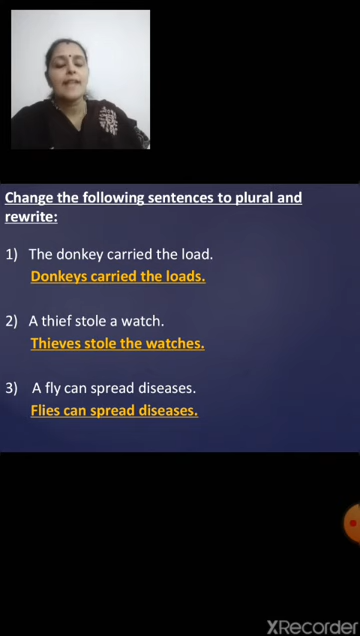 Change the following sentences to plural and
rewrite:
1) The donkey carried the load.
Donkeys carried the loads.
2) A thief stole a watch.
Thieves stole the watches.
3) A fly can spread diseases.
Flies can spread diseases.
XRecorder